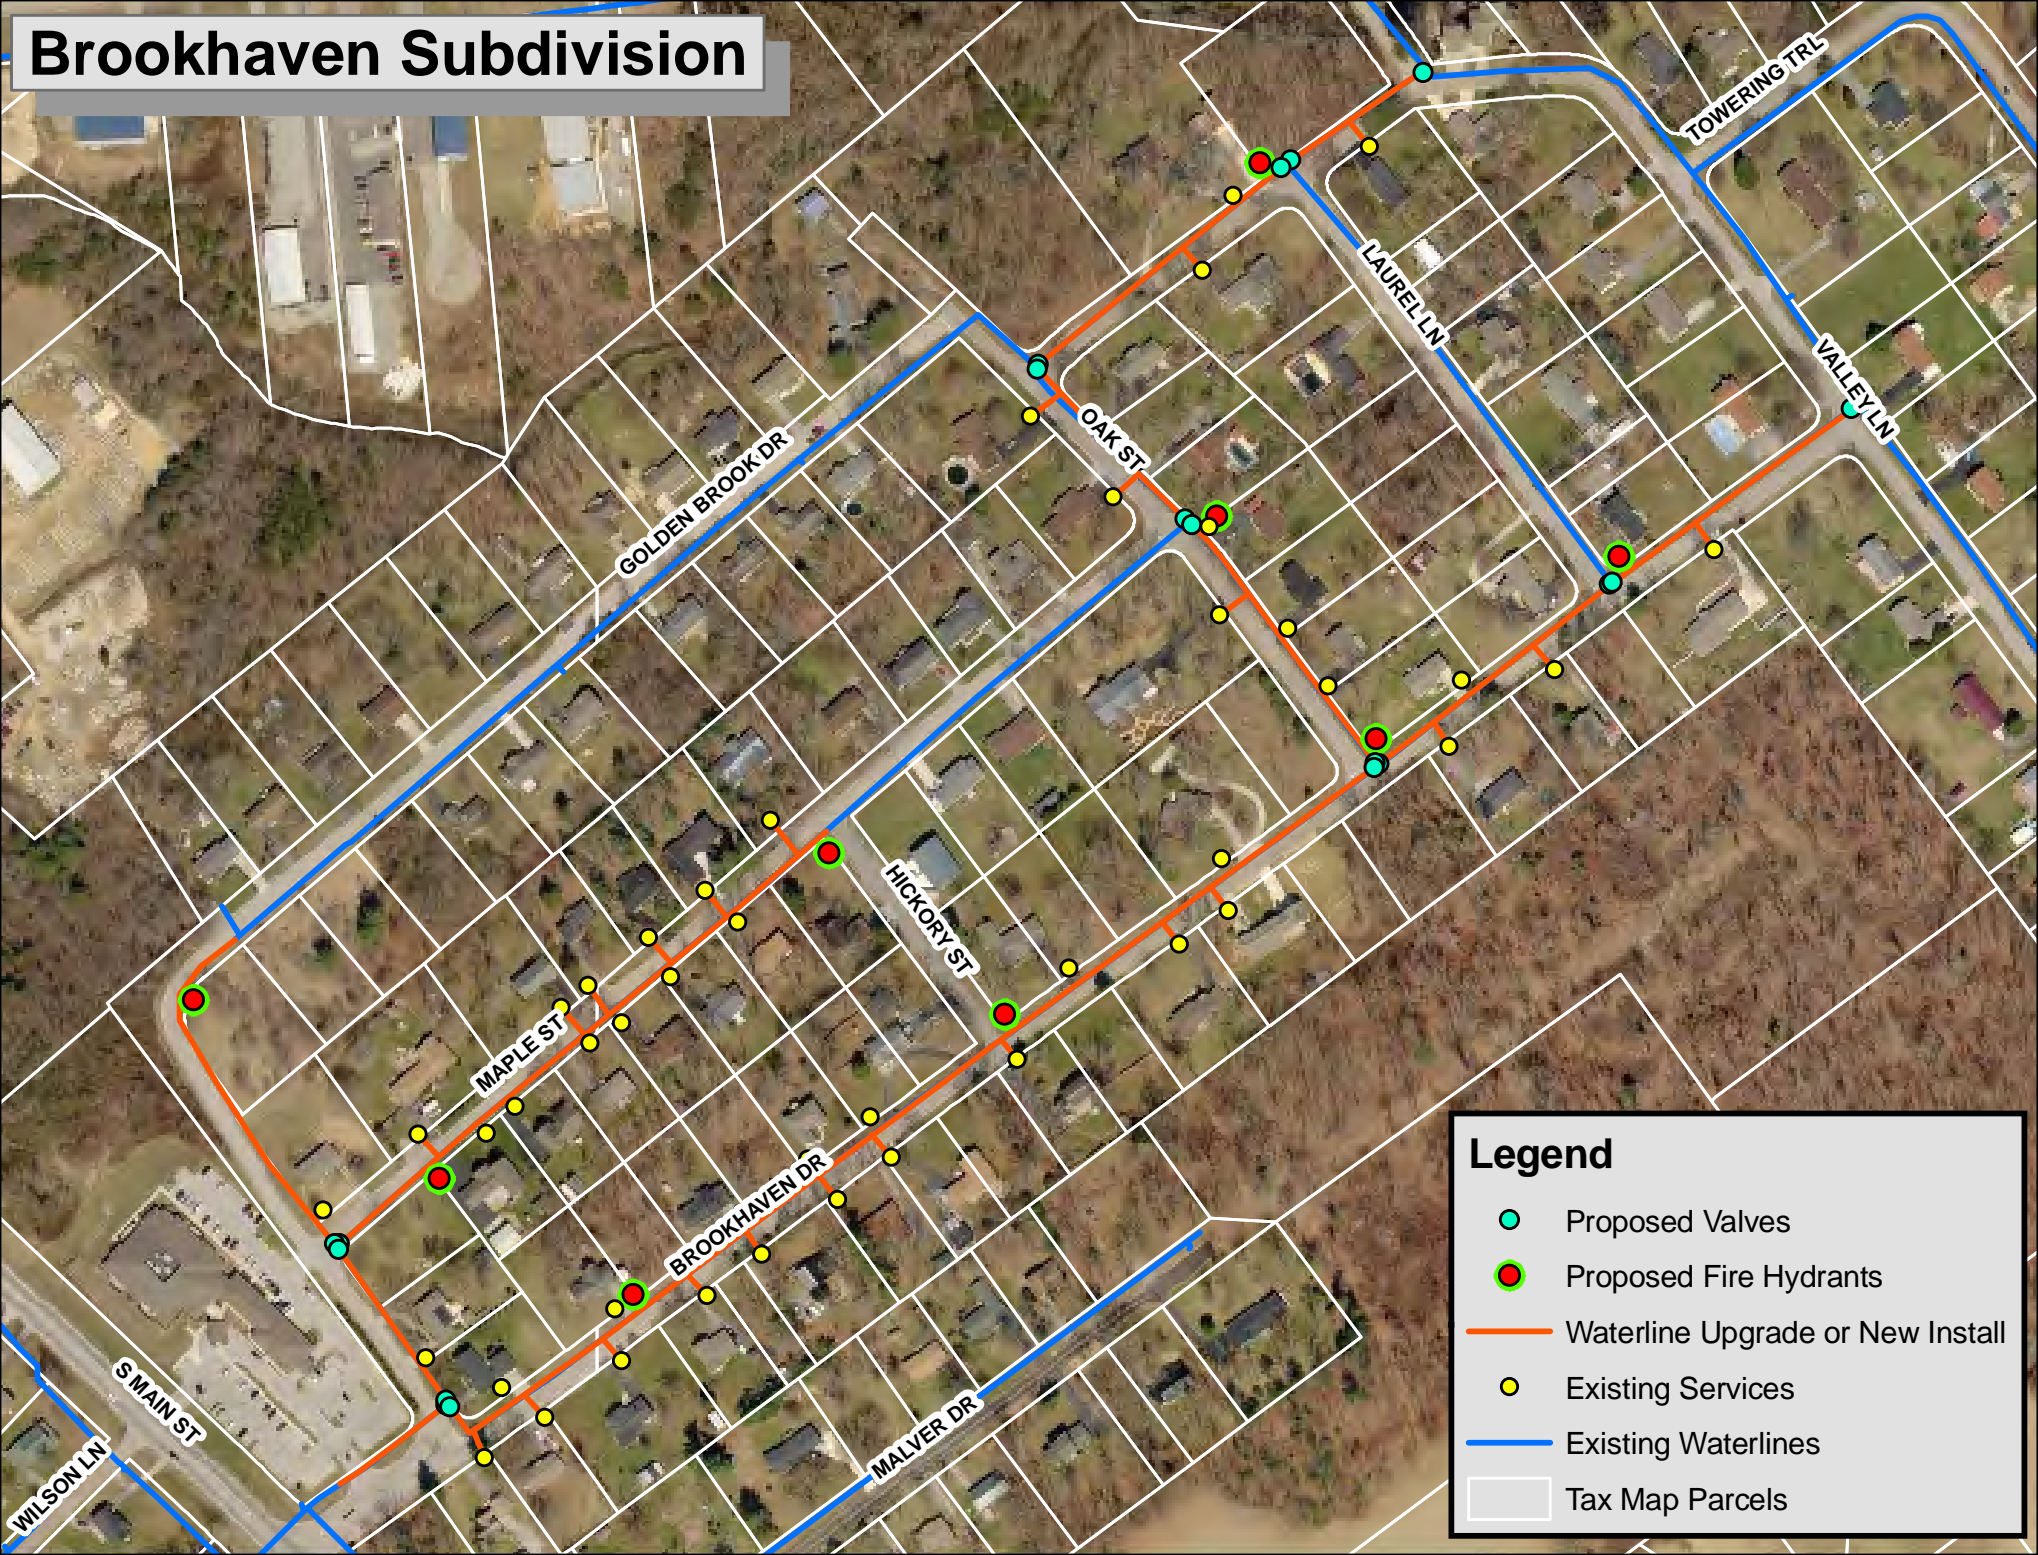 Brookhaven Subdivision
TOWERING TRL
LAUREL LN
VALLEY LN
OAK ST
GOLDEN BROOK DR
HICKORY ST
MAPLE ST
BROOKHAVEN DR
S MAIN ST
MALVER DR
WILSON LN
Legend
Proposed Valves
Proposed Fire Hydrants
Waterline Upgrade or New Install
Existing Services
Existing Waterlines
Tax Map Parcels